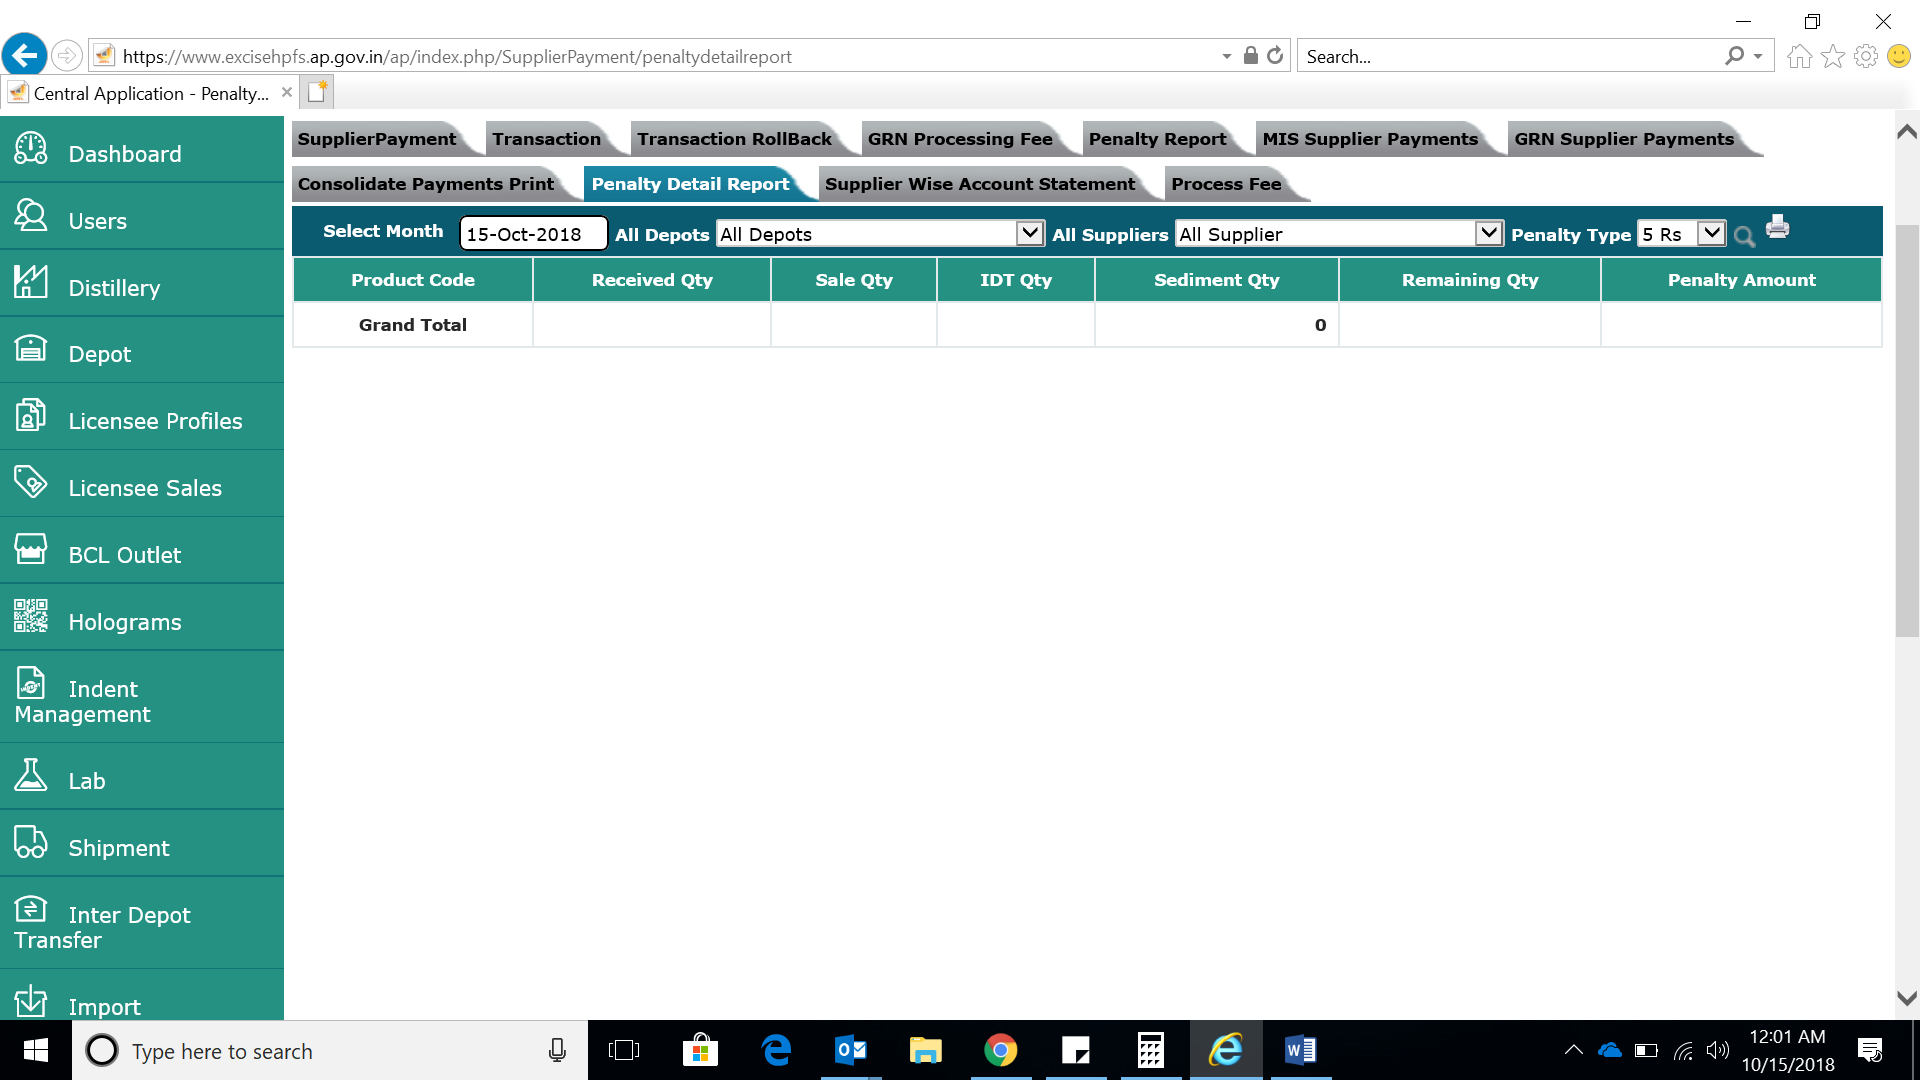 https://www.excisehpfs.ap.gov.in/ap/index.php/SupplierPayment/penaltydetailreport
Search...
Central Application - Penalty...
Dashboard
Users
Distillery
Depot
Licensee Profiles
Licensee Sales
BCL Outlet
Holograms
Indent
Management
Lab
Shipment
Inter Depot
Transfer
Import
SupplierPayment Transaction Transaction RollBack GRN Processing Fee Penalty Report MIS Supplier Payments GRN Supplier Payments
Consolidate Payments Print Penalty Detail Report Supplier Wise Account Statement Process Fee
Select Month 15-Oct-2018 All Depots All Depots All Suppliers All Supplier Penalty Type 5 Rs
Product Code Received Qty Sale Qty IDT Qty Sediment Qty Remaining Qty Penalty Amount
Grand Total 0
Type here to search
12:01 AM
10/15/2018